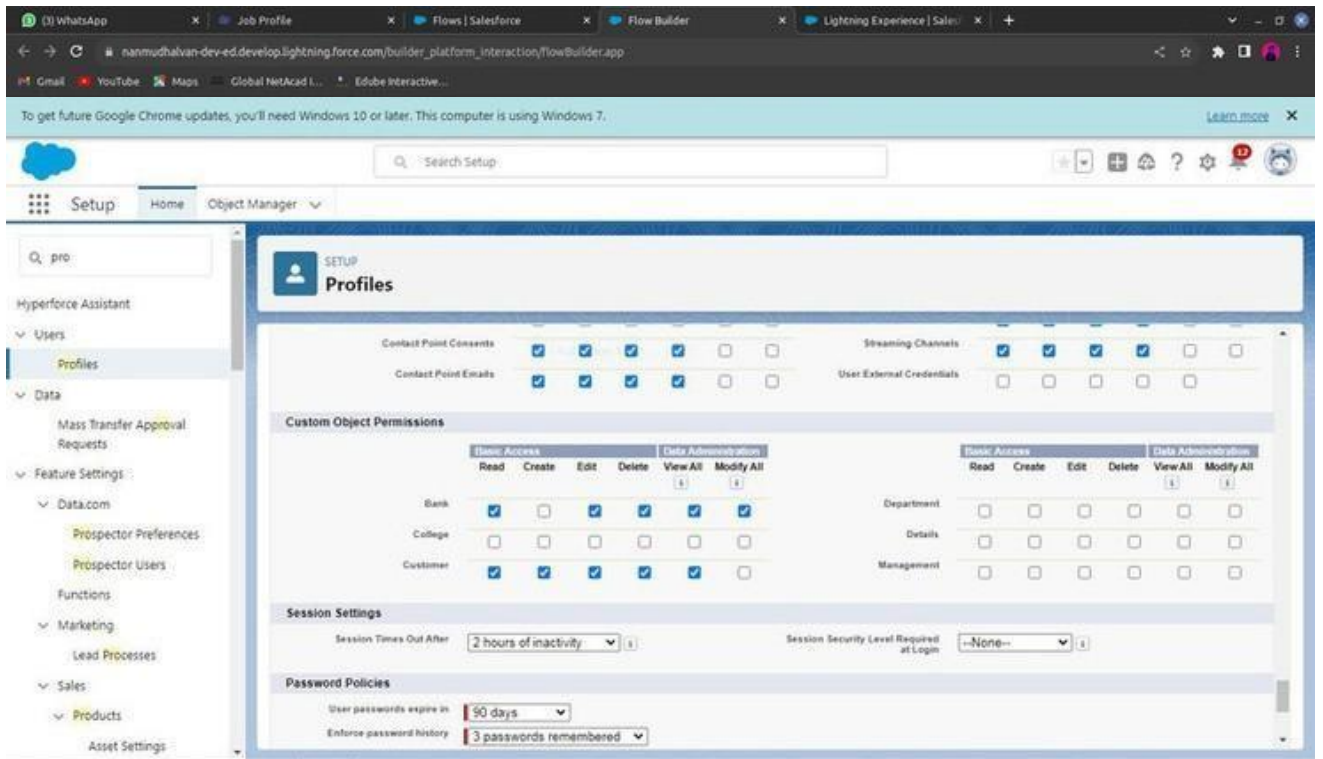 (3) WhatsApp
Job Profile
Flows | Salesforce
Flow Builder
Lightning Experience | Sales
nanmudhalvan-dev-ed.develop.lightning.force.com/builder_platform_interaction/flowBuilder.app
Gmail YouTube Maps Global NetAcad I... Edube Interactive...
To get future Google Chrome updates, you'll need Windows 10 or later. This computer is using Windows 7.
Learn more
Search Setup
12
Setup Home Object Manager
pro
Hyperforce Assistant
Users
Profiles
Data
Mass Transfer Approval
Requests
Feature Settings
Data.com
Prospector Preferences
Prospector Users
Functions
Marketing
Lead Processes
Sales
Products
Asset Settings
SETUP
Profiles
Contact Point Consents Streaming Channels
Contact Point Emails User External Credentials
Custom Object Permissions
Basic Access Data Administration Basic Access Data Administration
Read Create Edit Delete View All Modify All Read Create Edit Delete View All Modify All
Bank Department
College Details
Customer Management
Session Settings
Session Times Out After 2 hours of inactivity Session Security Level Required
at Login --None--
Password Policies
User passwords expire in 90 days
Enforce password history 3 passwords remembered